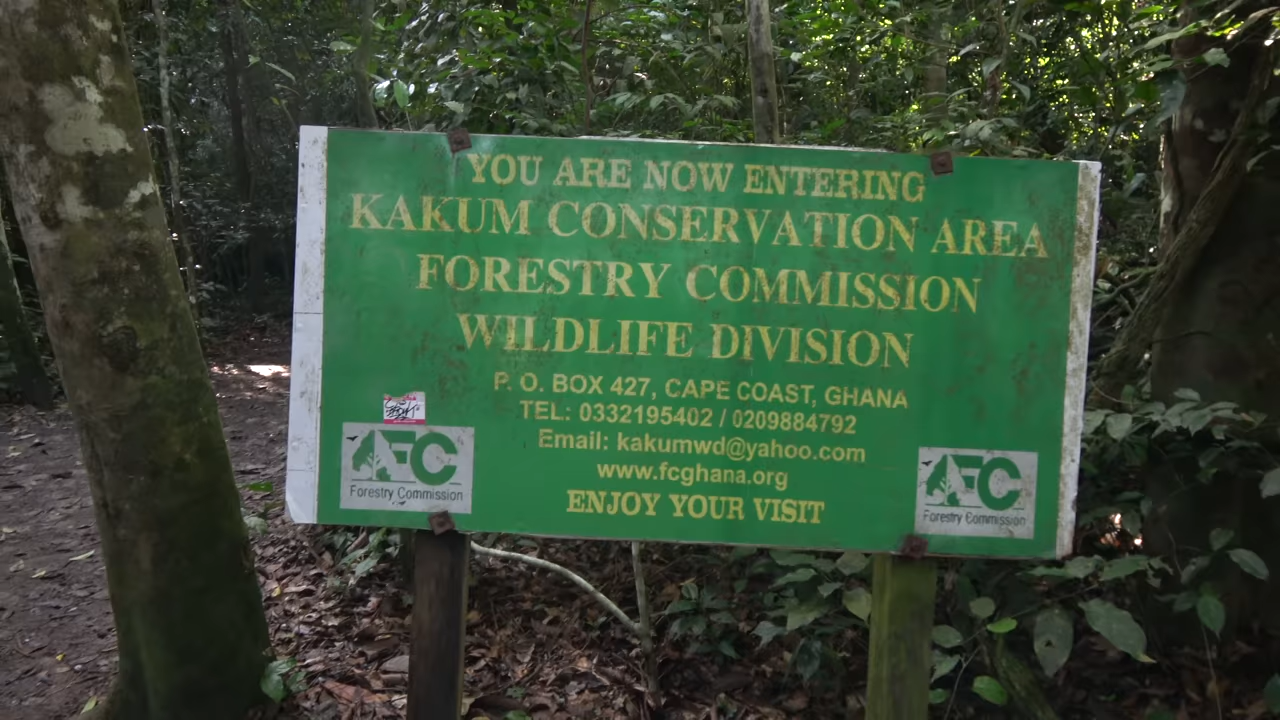 YOU ARE NOW ENTERING
KAKUM CONSERVATION AREA
FORESTRY COMMISSION
WILDLIFE DIVISION
P. O. BOX 427, CAPE COAST, GHANA
TEL: 0332195402 / 0209884792
Email: kakumwd@yahoo.com
www.fcghana.org
ENJOY YOUR VISIT
FC
Forestry Commission
FC
Forestry Commission